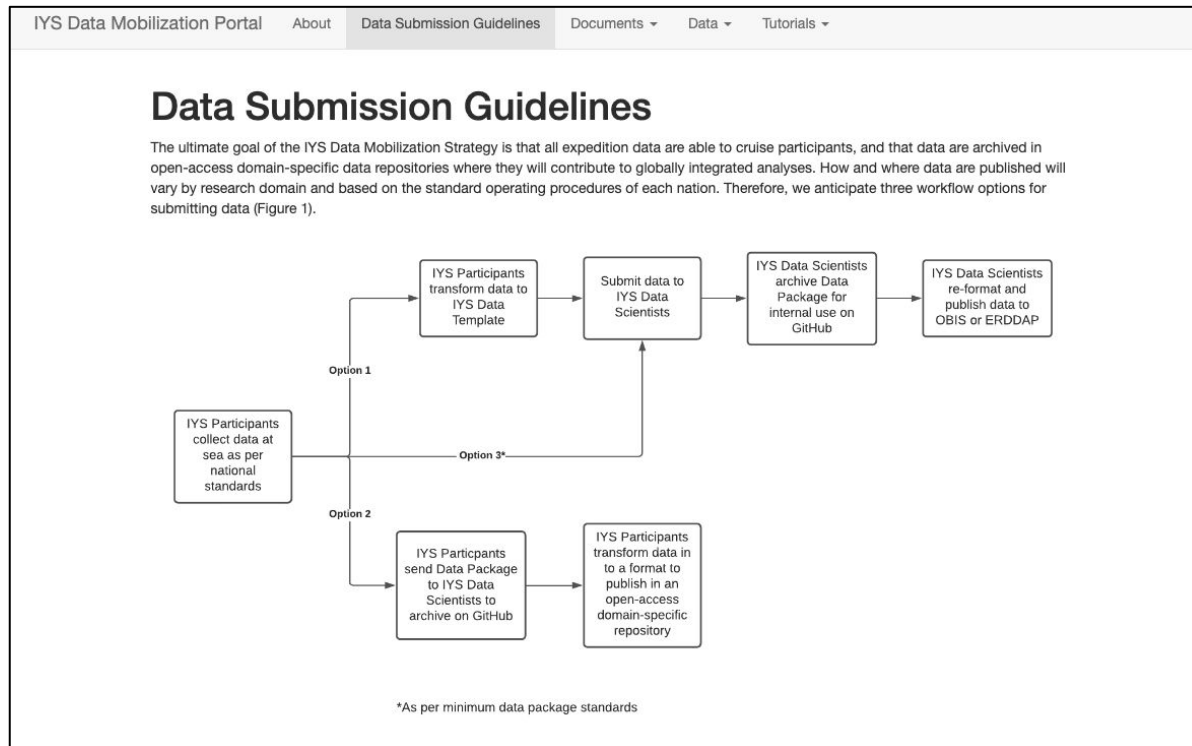 IYS Data Mobilization Portal About Data Submission Guidelines Documents Data Tutorials
Data Submission Guidelines
The ultimate goal of the IYS Data Mobilization Strategy is that all expedition data are able to cruise participants, and that data are archived in
open-access domain-specific data repositories where they will contribute to globally integrated analyses. How and where data are published will
vary by research domain and based on the standard operating procedures of each nation. Therefore, we anticipate three workflow options for
submitting data (Figure 1).
IYS Participants
transform data to
IYS Data
Template
Submit data to
IYS Data
Scientists
IYS Data Scientists
archive Data
Package for
internal use on
GitHub
IYS Data Scientists
re-format and
publish data to
OBIS or ERDDAP
Option 1
IYS Participants
collect data at
sea as per
national
standards
Option 3*
Option 2
IYS Particpants
send Data Package
to IYS Data
Scientists to
archive on GitHub
IYS Participants
transform data in
to a format to
publish in an
open-access
domain-specific
repository
*As per minimum data package standards